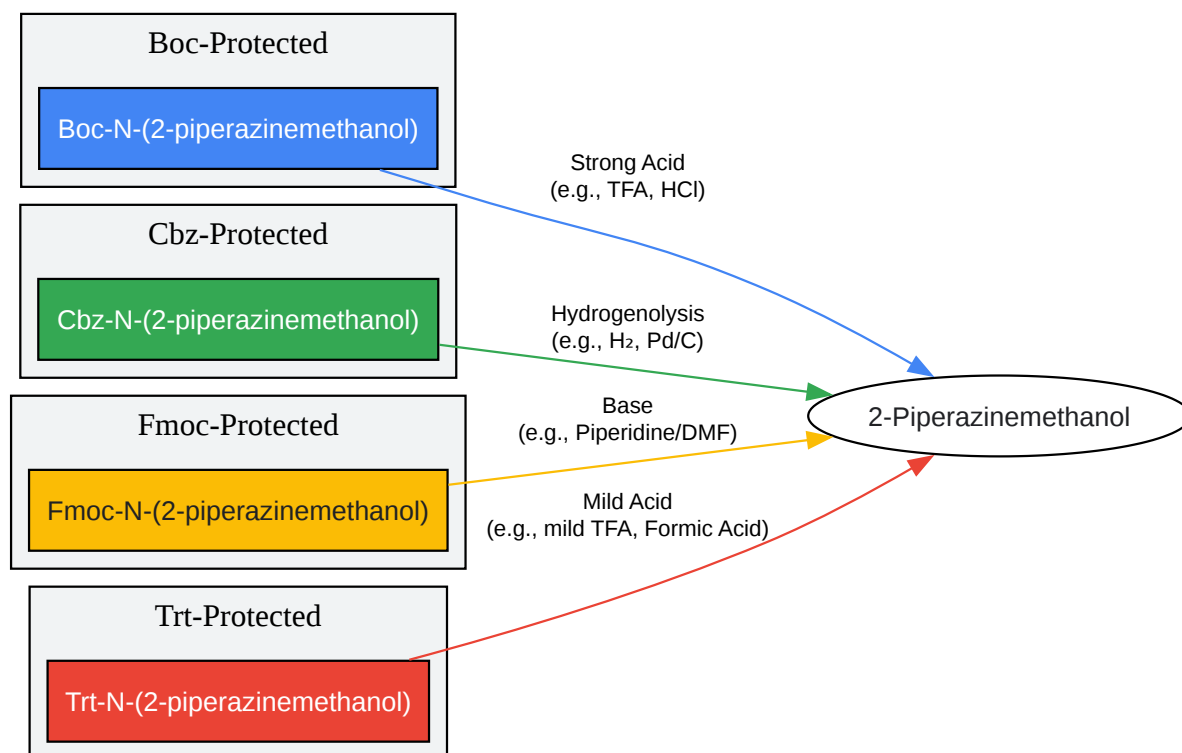 Boc-Protected
Boc-N-(2-piperazinemethanol)
Strong Acid
(e.g., TFA, HCl)
Cbz-Protected
Cbz-N-(2-piperazinemethanol)
Hydrogenolysis
(e.g., H₂, Pd/C)
Fmoc-Protected
Fmoc-N-(2-piperazinemethanol)
Base
(e.g., Piperidine/DMF)
2-Piperazinemethanol
Trt-Protected
Trt-N-(2-piperazinemethanol)
Mild Acid
(e.g., mild TFA, Formic Acid)